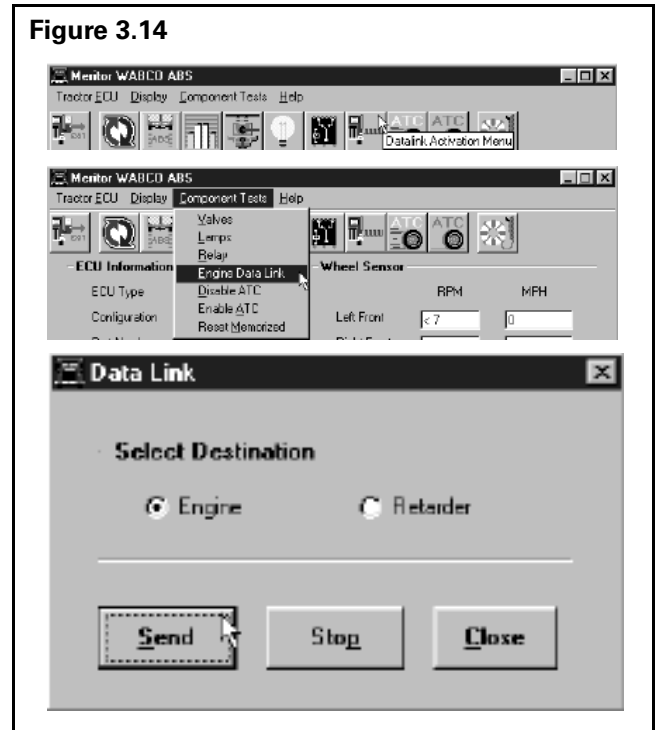 Figure 3.14
Meritor WABCO ABS
Tractor ECU Display Component Tests Help
ATC ATC
Datalink Activation Menu
Meritor WABCO ABS
Tractor ECU Display Component Tests Help
Valves
Lamps
Relay
Engine Data Link
Disable ATC
Enable ATC
Reset Memorized
ATC ATC
ECU Information
ECU Type
Configuration
Wheel Sensor
RPM MPH
Left Front <7 0
Data Link
Select Destination
Engine Retarder
Send Stop Close